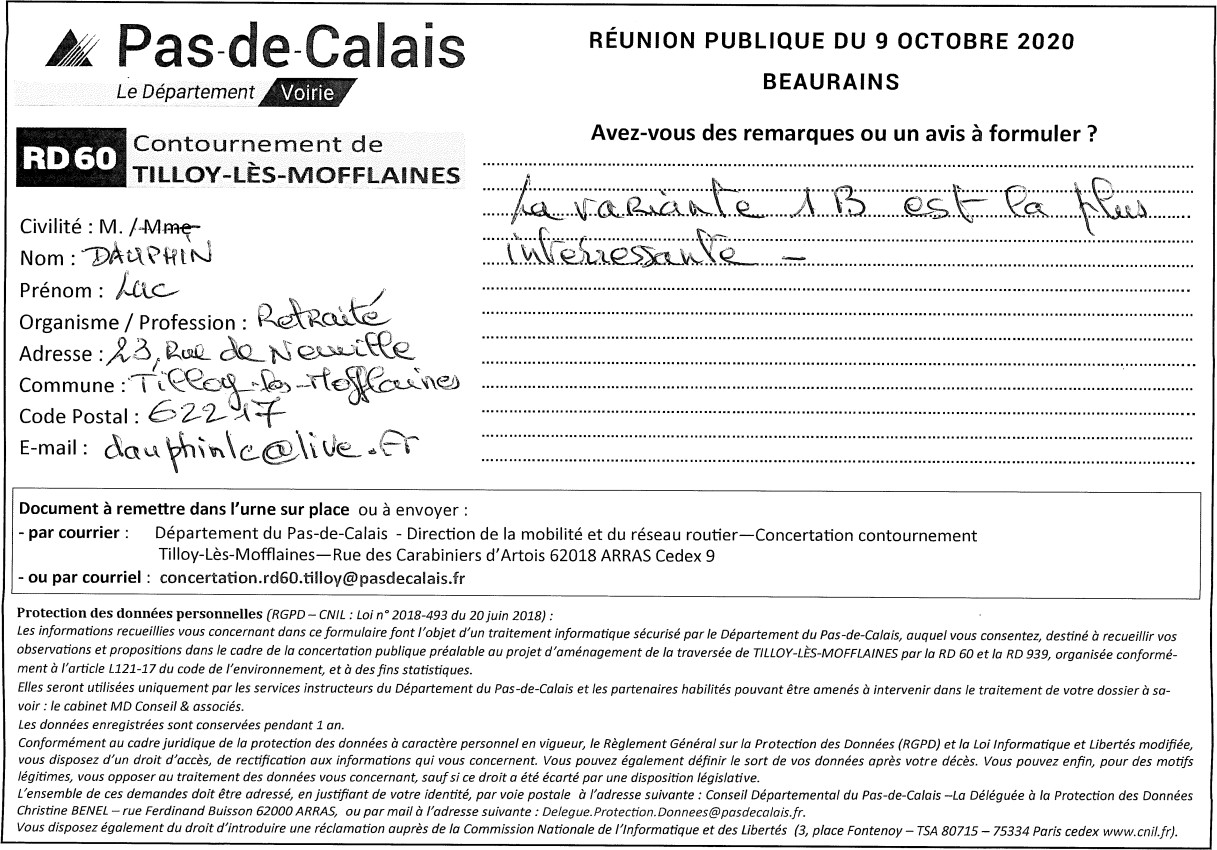 Pas-de-Calais
Le Département Voirie
RD 60 Contournement de
TILLOY-LÈS-MOFFLAINES
Civilité : M. / Mme
Nom : DAUPHIN
Prénom : Luc
Organisme / Profession : Retraité
Adresse : 23, Rue de Neuville
Commune : Tilloy-les-Mofflaines
Code Postal : 62217
E-mail : dauphinlc@live.fr
RÉUNION PUBLIQUE DU 9 OCTOBRE 2020
BEAURAINS
Avez-vous des remarques ou un avis à formuler ?
La variante 1B est la plus
intérressante –
Document à remettre dans l'urne sur place ou à envoyer :
- par courrier : Département du Pas-de-Calais - Direction de la mobilité et du réseau routier—Concertation contournement
Tilloy-Lès-Mofflaines—Rue des Carabiniers d'Artois 62018 ARRAS Cedex 9
- ou par courriel : concertation.rd60.tilloy@pasdecalais.fr
Protection des données personnelles (RGPD – CNIL : Loi n° 2018-493 du 20 juin 2018) :
Les informations recueillies vous concernant dans ce formulaire font l'objet d'un traitement informatique sécurisé par le Département du Pas-de-Calais, auquel vous consentez, destiné à recueillir vos
observations et propositions dans le cadre de la concertation publique préalable au projet d'aménagement de la traversée de TILLOY-LÈS-MOFFLAINES par la RD 60 et la RD 939, organisée conformé-
ment à l'article L121-17 du code de l'environnement, et à des fins statistiques.
Elles seront utilisées uniquement par les services instructeurs du Département du Pas-de-Calais et les partenaires habilités pouvant être amenés à intervenir dans le traitement de votre dossier à sa-
voir : le cabinet MD Conseil & associés.
Les données enregistrées sont conservées pendant 1 an.
Conformément au cadre juridique de la protection des données à caractère personnel en vigueur, le Règlement Général sur la Protection des Données (RGPD) et la Loi Informatique et Libertés modifiée,
vous disposez d'un droit d'accès, de rectification aux informations qui vous concernent. Vous pouvez également définir le sort de vos données après votre décès. Vous pouvez enfin, pour des motifs
légitimes, vous opposer au traitement des données vous concernant, sauf si ce droit a été écarté par une disposition législative.
L'ensemble de ces demandes doit être adressé, en justifiant de votre identité, par voie postale à l'adresse suivante : Conseil Départemental du Pas-de-Calais –La Déléguée à la Protection des Données
Christine BENEL – rue Ferdinand Buisson 62000 ARRAS, ou par mail à l'adresse suivante : Delegue.Protection.Donnees@pasdecalais.fr.
Vous disposez également du droit d'introduire une réclamation auprès de la Commission Nationale de l'Informatique et des Libertés (3, place Fontenoy – TSA 80715 – 75334 Paris cedex www.cnil.fr).